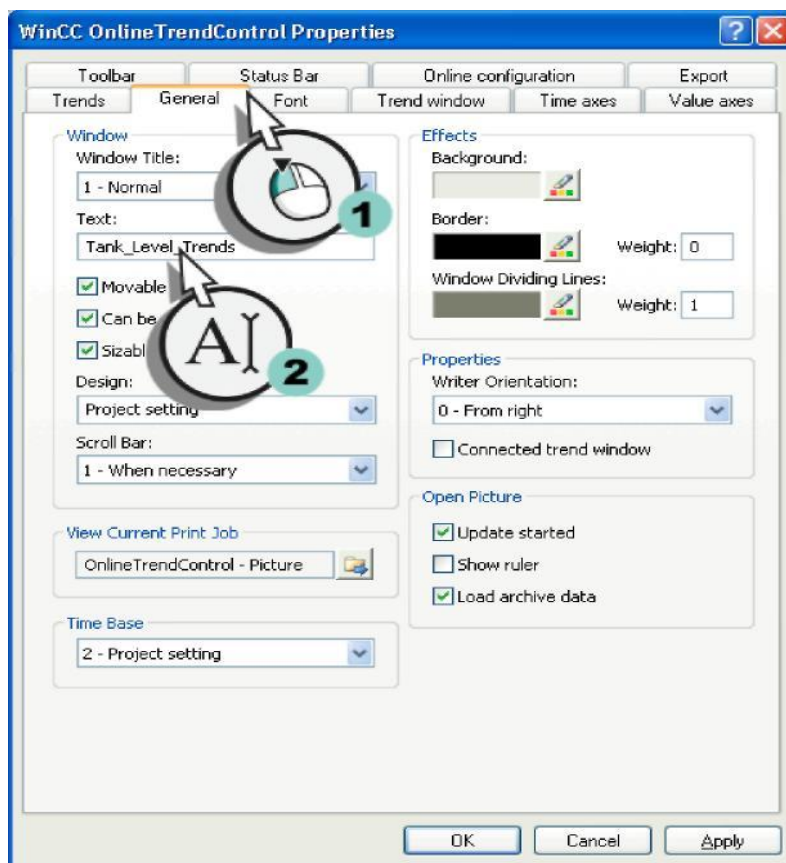 WinCC OnlineTrendControl Properties
Toolbar Status Bar Online configuration Export
Trends General Font Trend window Time axes Value axes
Window
Window Title:
1 - Normal
Text:
Tank_Level_Trends
Movable
Can be
Design:
Project setting
Scroll Bar:
1 - When necessary
View Current Print Job
OnlineTrendControl - Picture
Time Base
2 - Project setting
Effects
Background:
Border:
Weight: 0
Window Dividing Lines:
Weight: 1
Properties
Writer Orientation:
0 - From right
Connected trend window
Open Picture
Update started
Show ruler
Load archive data
1
A
2
OK Cancel Apply